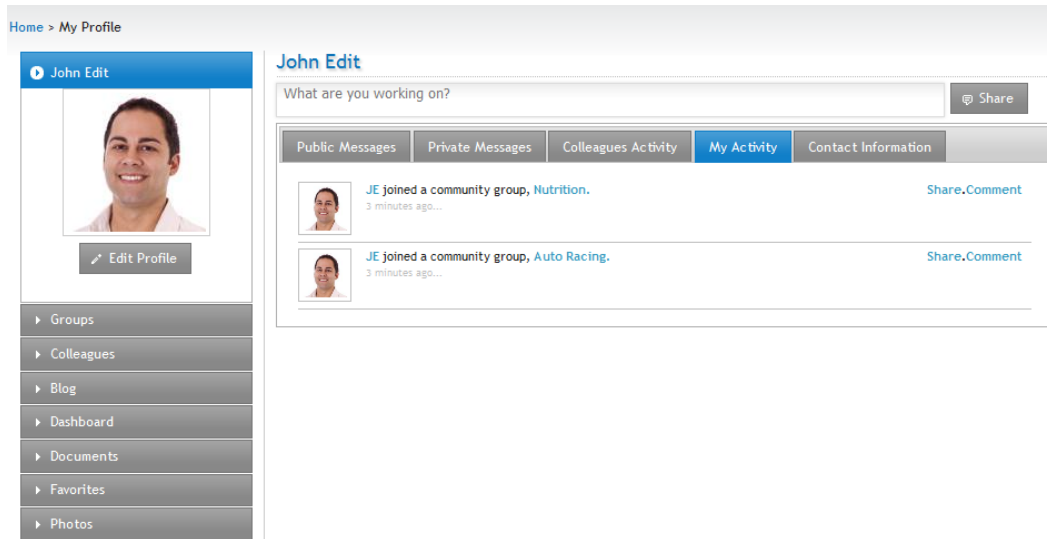 Home > My Profile
John Edit
Edit Profile
Groups
Colleagues
Blog
Dashboard
Documents
Favorites
Photos
John Edit
What are you working on?
Share
Public Messages Private Messages Colleagues Activity My Activity Contact Information
JE joined a community group, Nutrition. Share.Comment
3 minutes ago...
JE joined a community group, Auto Racing. Share.Comment
3 minutes ago...